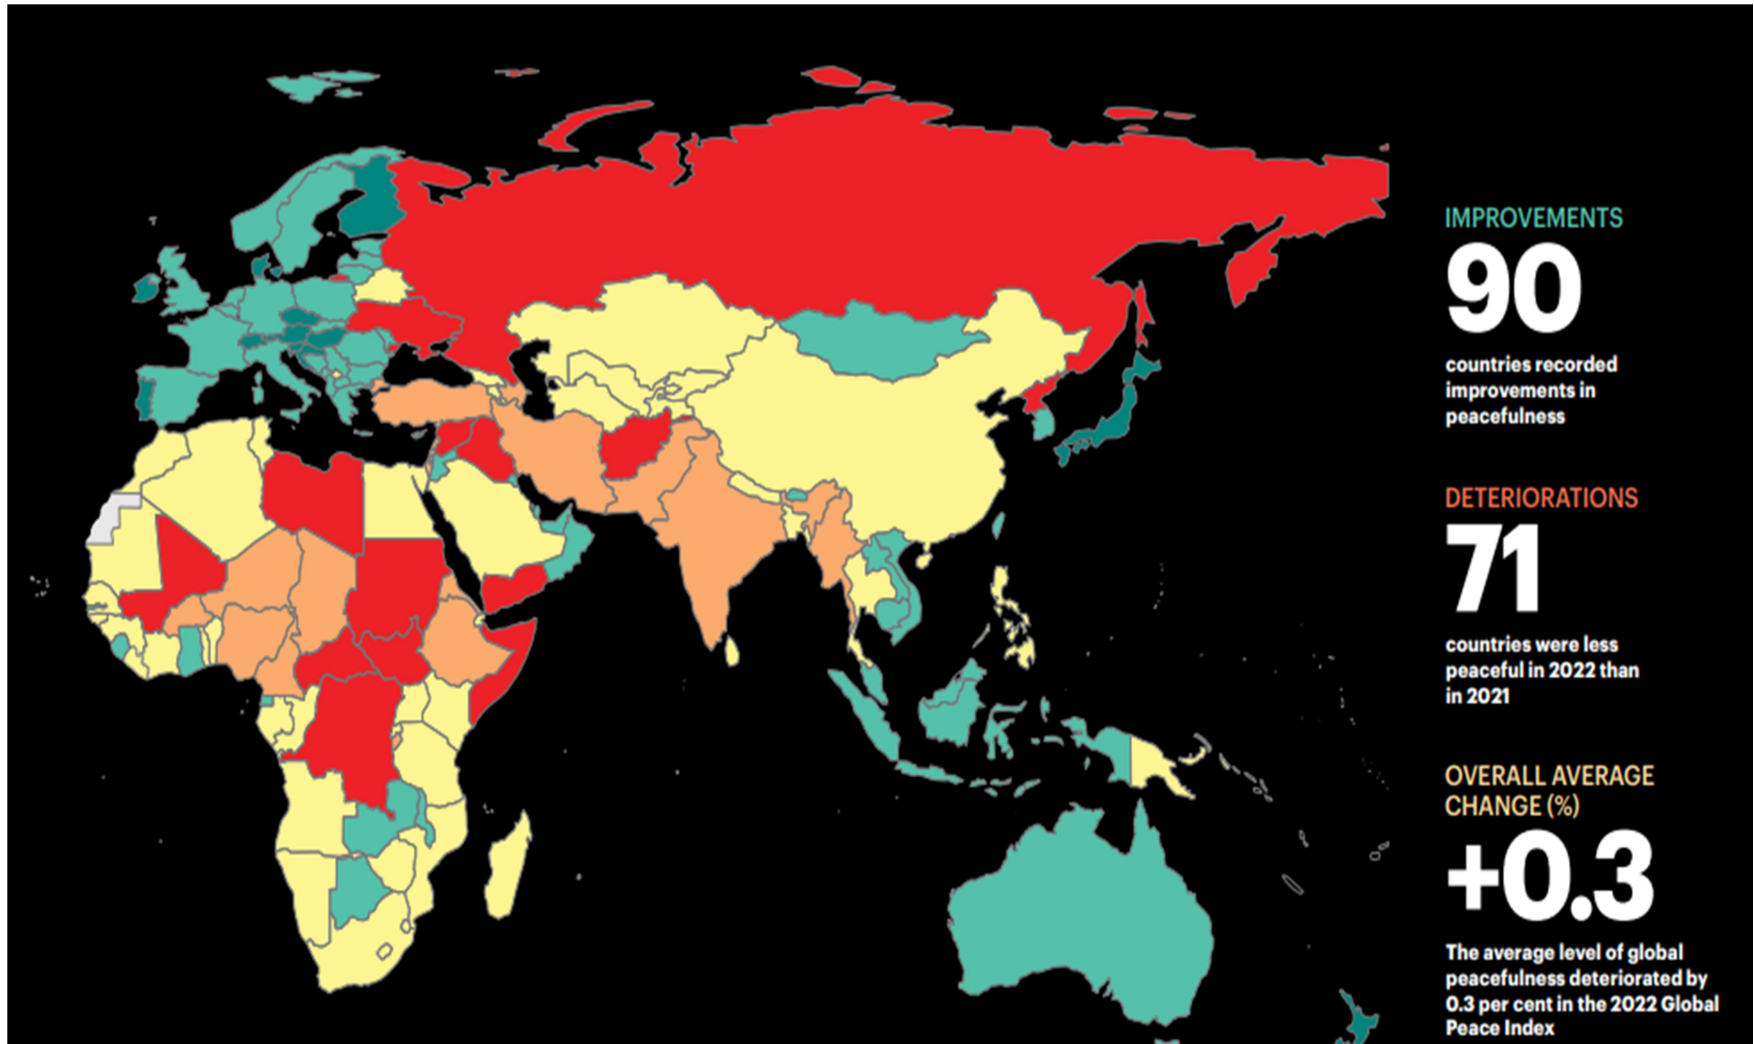 IMPROVEMENTS
90
countries recorded
improvements in
peacefulness
DETERIORATIONS
71
countries were less
peaceful in 2022 than
in 2021
OVERALL AVERAGE
CHANGE (%)
+0.3
The average level of global
peacefulness deteriorated by
0.3 per cent in the 2022 Global
Peace Index